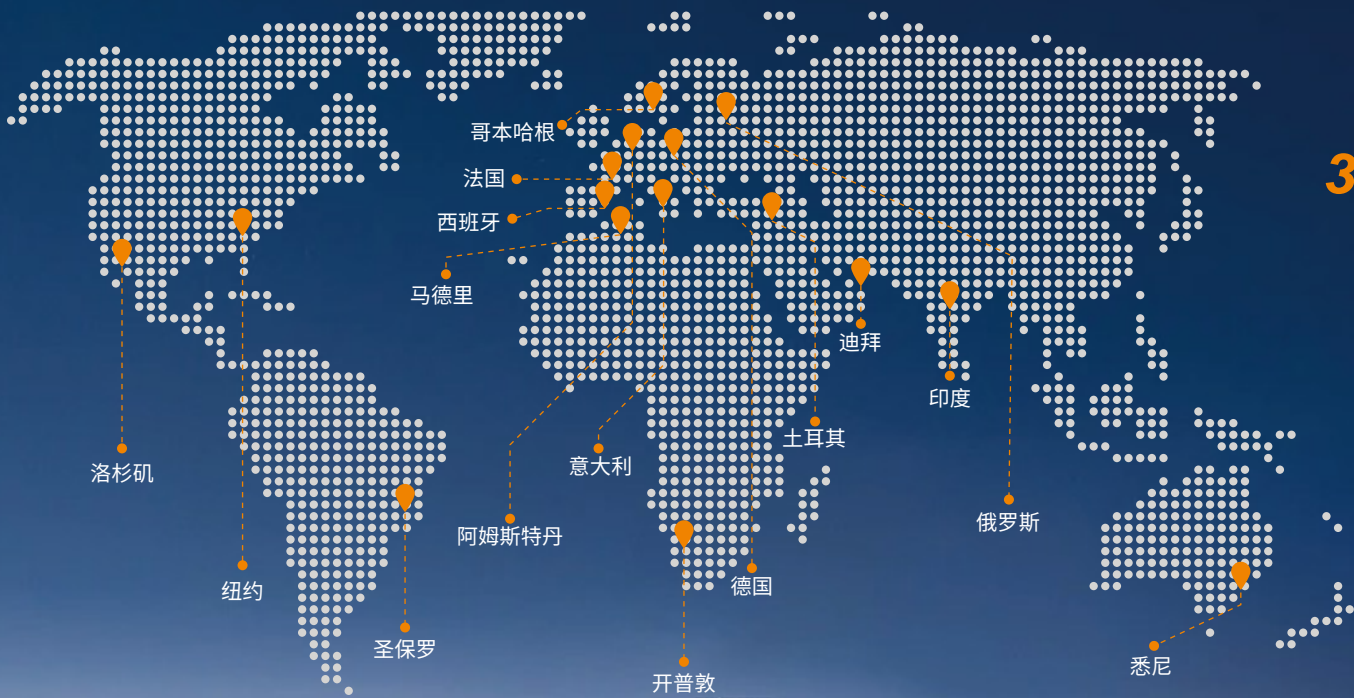 哥本哈根
3
法国
西班牙
马德里
迪拜
印度
土耳其
意大利
洛杉矶
俄罗斯
阿姆斯特丹
德国
纽约
圣保罗
悉尼
开普敦